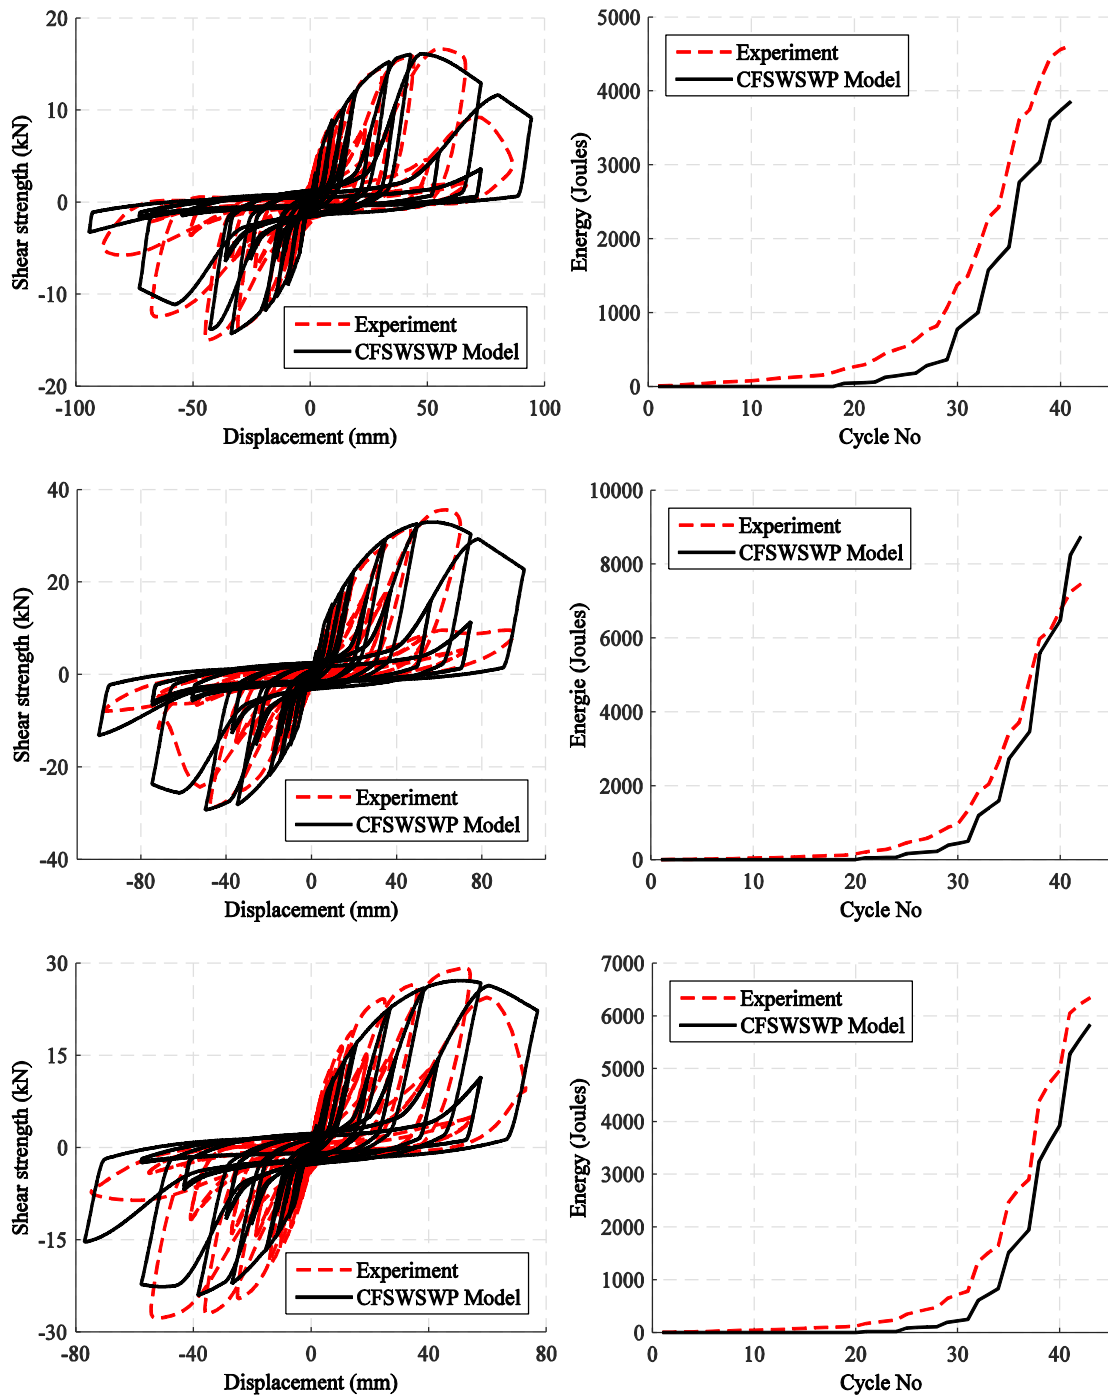 20
10
0
-10
-20
-100
-50
0
50
100
Shear strength (kN)
Displacement (mm)
Experiment
CFSWSWP Model
5000
4000
3000
2000
1000
0
0
10
20
30
40
Energy (Joules)
Cycle No
Experiment
CFSWSWP Model
40
20
0
-20
-40
-80
-40
0
40
80
Shear strength (kN)
Displacement (mm)
Experiment
CFSWSWP Model
10000
8000
6000
4000
2000
0
0
10
20
30
40
Energie (Joules)
Cycle No
Experiment
CFSWSWP Model
30
15
0
-15
-30
-80
-40
0
40
80
Shear strength (kN)
Displacement (mm)
Experiment
CFSWSWP Model
7000
6000
5000
4000
3000
2000
1000
0
0
10
20
30
40
Energy (Joules)
Cycle No
Experiment
CFSWSWP Model